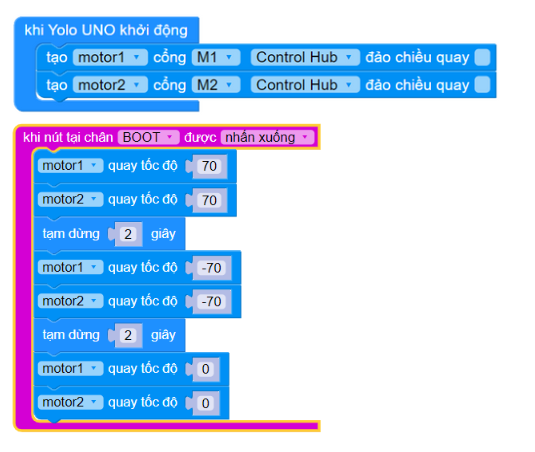 khi Yolo UNO khởi động
tạo motor1 cổng M1 Control Hub đảo chiều quay
tạo motor2 cổng M2 Control Hub đảo chiều quay
khi nút tại chân BOOT được nhấn xuống
motor1 quay tốc độ 70
motor2 quay tốc độ 70
tạm dừng 2 giây
motor1 quay tốc độ -70
motor2 quay tốc độ -70
tạm dừng 2 giây
motor1 quay tốc độ 0
motor2 quay tốc độ 0